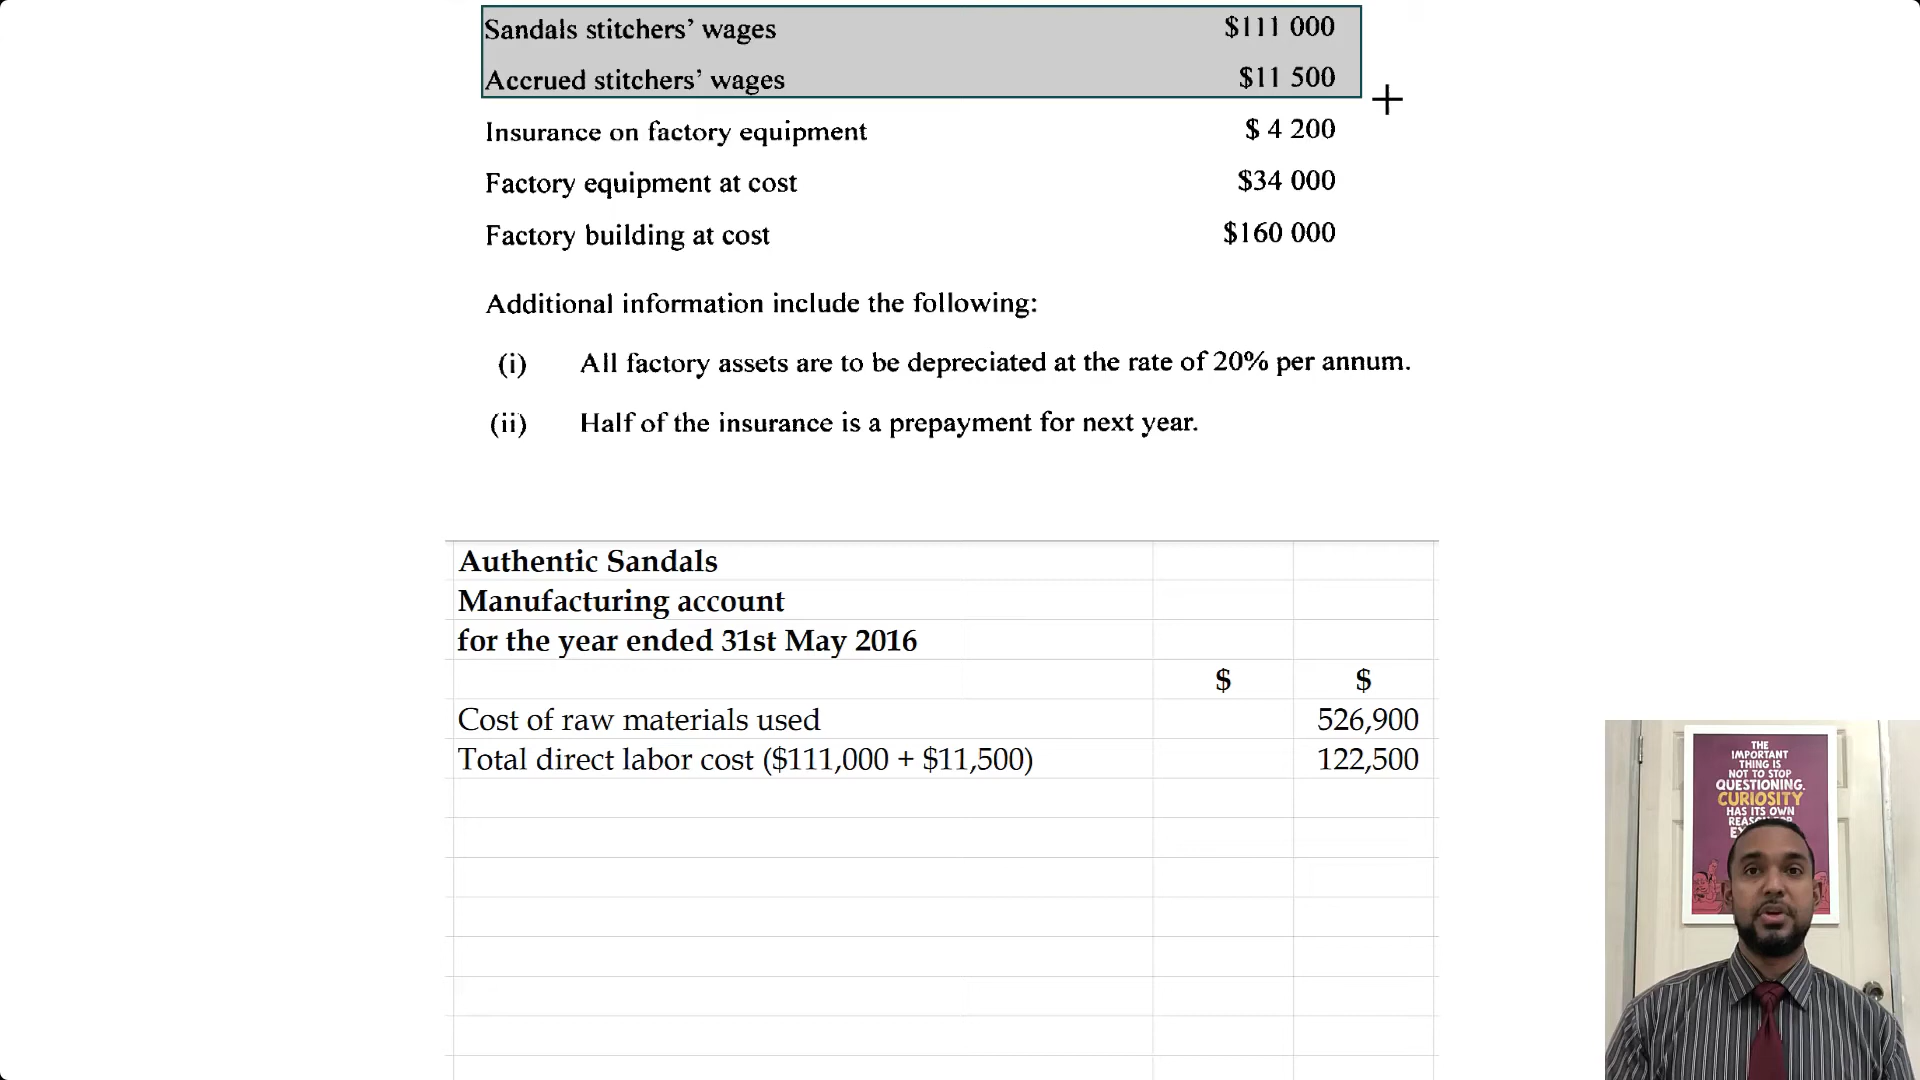 Sandals stitchers' wages $111 000
Accrued stitchers' wages $11 500
Insurance on factory equipment $ 4 200
Factory equipment at cost $34 000
Factory building at cost $160 000
Additional information include the following:
(i) All factory assets are to be depreciated at the rate of 20% per annum.
(ii) Half of the insurance is a prepayment for next year.
Authentic Sandals
Manufacturing account
for the year ended 31st May 2016
$ $
Cost of raw materials used 526,900
Total direct labor cost ($111,000 + $11,500) 122,500
THE
IMPORTANT
THING IS
NOT TO STOP
QUESTIONING.
CURIOSITY
HAS ITS OWN